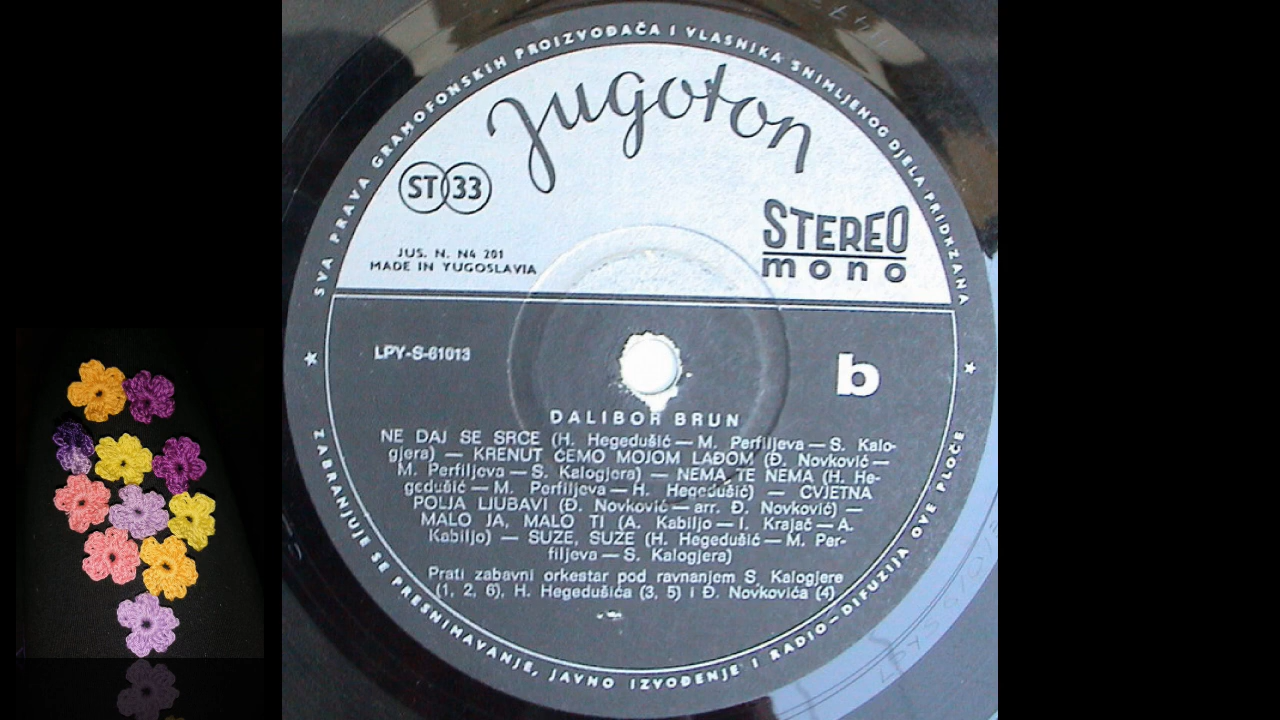 SVA PRAVA GRAMOFONSKIH PROIZVOĐAČA I VLASNIKA SNIMLJENOG DJELA PRIDRŽANA
Jugoton
ST 33
STEREO
mono
JUS. N. N4 201
MADE IN YUGOSLAVIA
LPY-S-61013
b
DALIBOR BRUN
NE DAJ SE SRCE (H. Hegedušić — M. Perfiljeva — S. Kalo-
gjera) — KRENUT ĆEMO MOJOM LAĐOM (Đ. Novković —
M. Perfiljeva — S. Kalogjera) — NEMA TE NEMA (H. He-
gedušić — M. Perfiljeva — H. Hegedušić) — CVJETNA
POLJA LJUBAVI (Đ. Novković — arr. Đ. Novković) —
MALO JA, MALO TI (A. Kabiljo — I. Krajač — A.
Kabiljo) — SUZE, SUZE (H. Hegedušić — M. Per-
filjeva — S. Kalogjera)
Prati zabavni orkestar pod ravnanjem S. Kalogjere
(1, 2, 6), H. Hegedušića (3, 5) i Đ. Novkovića (4)
ZABRANJUJE SE PRESNIMAVANJE, JAVNO IZVOĐENJE I RADIO-DIFUZIJA OVE PLOČE